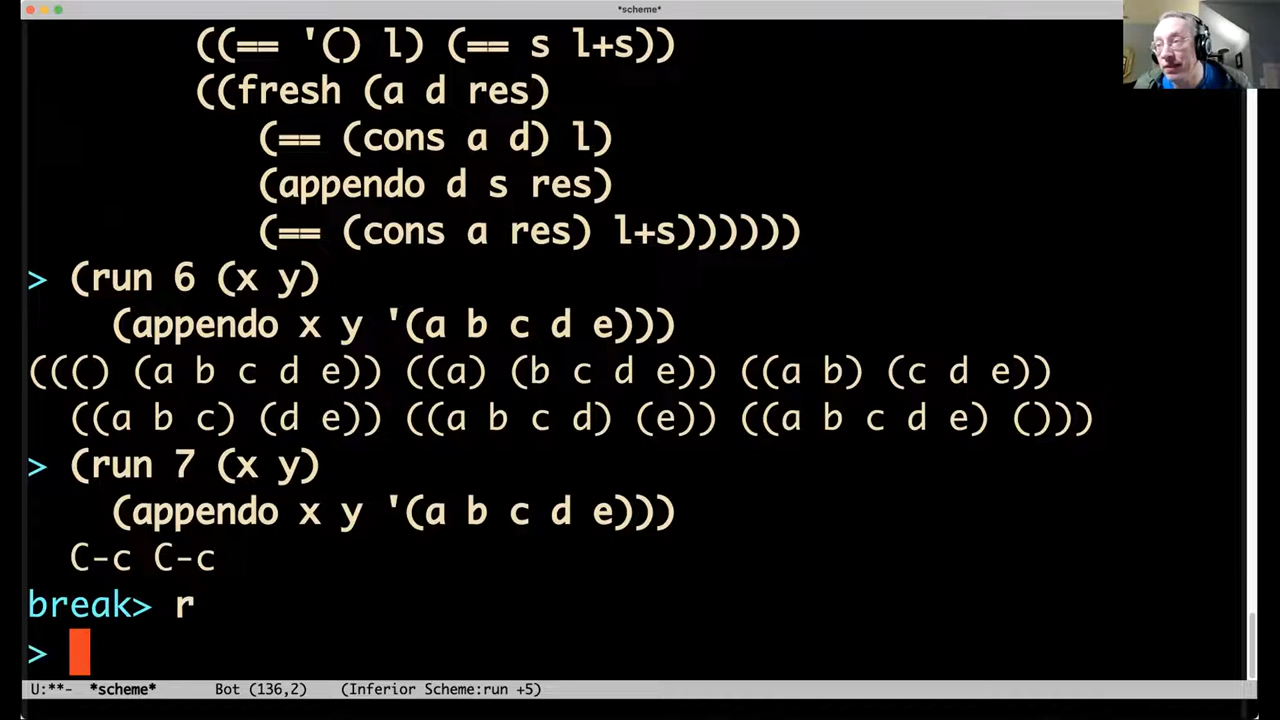 *scheme*
((== '() l) (== s l+s))
((fresh (a d res)
(== (cons a d) l)
(appendo d s res)
(== (cons a res) l+s))))))
> (run 6 (x y)
(appendo x y '(a b c d e)))
((() (a b c d e)) ((a) (b c d e)) ((a b) (c d e))
((a b c) (d e)) ((a b c d) (e)) ((a b c d e) ()))
> (run 7 (x y)
(appendo x y '(a b c d e)))
C-c C-c
break> r
>
U:**- *scheme* Bot (136,2) (Inferior Scheme:run +5)